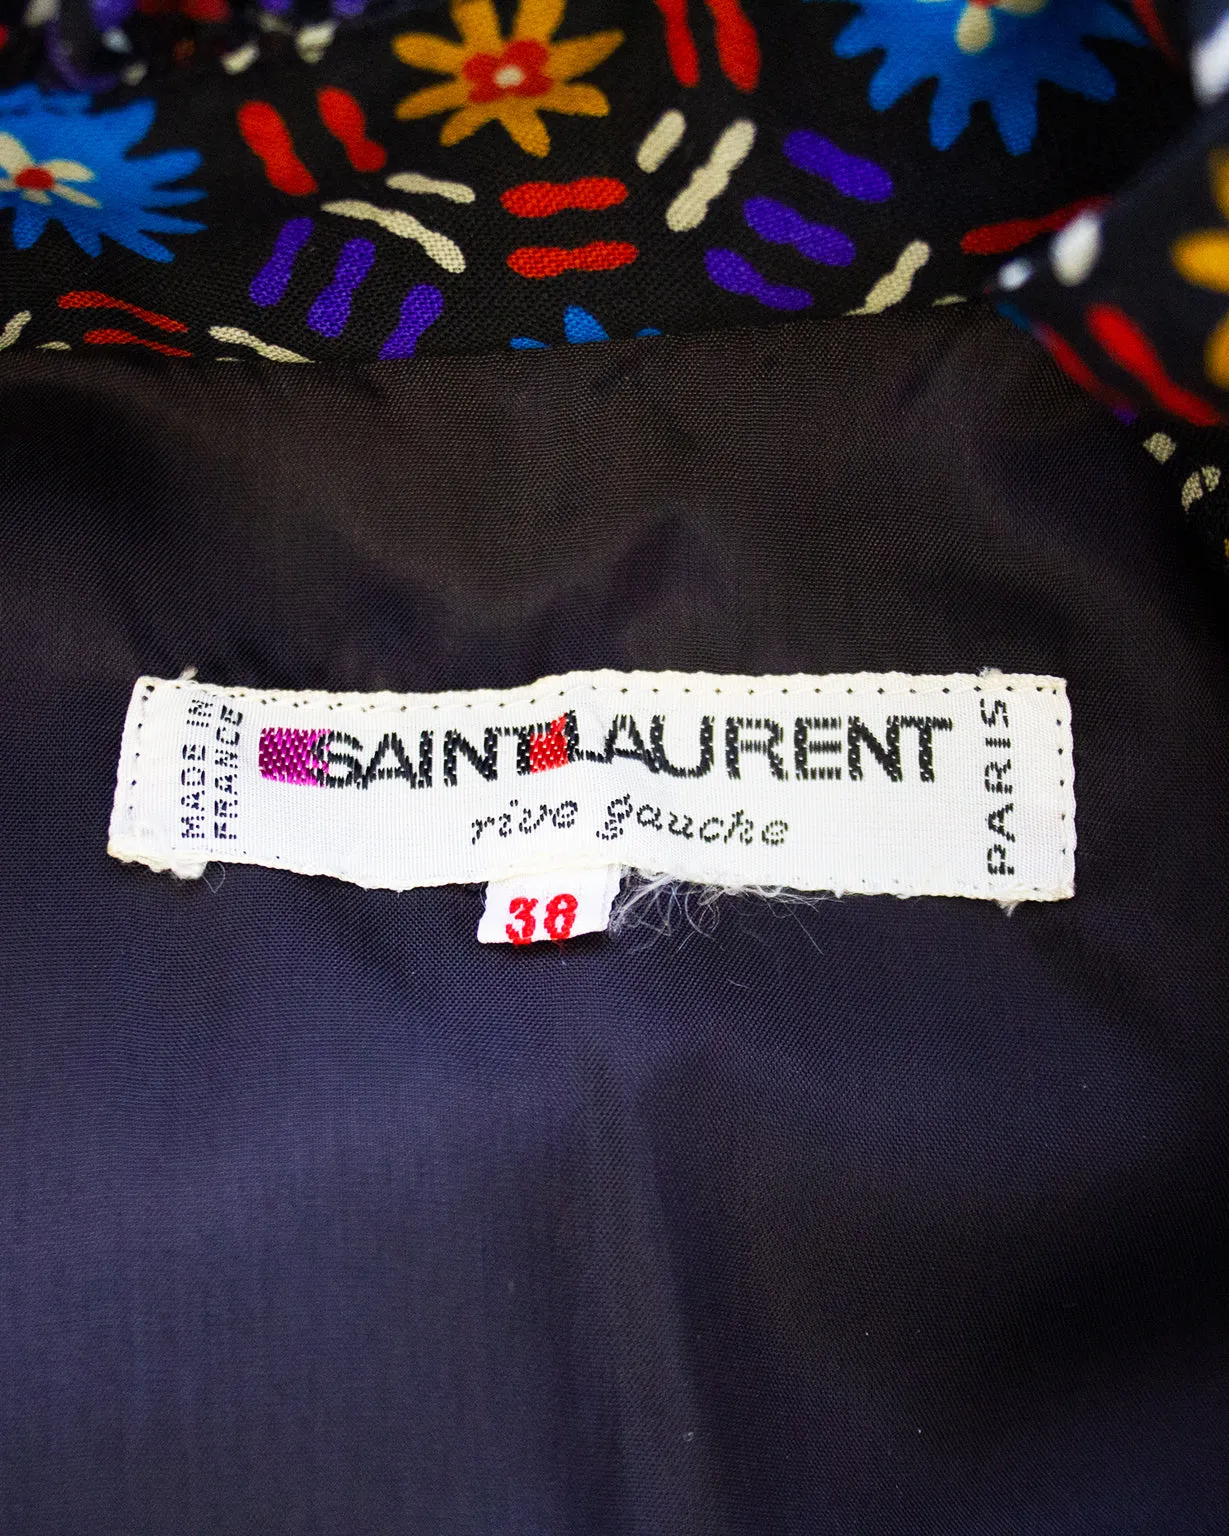 MADE IN
FRANCE
SAINT LAURENT
rive gauche
PARIS
38